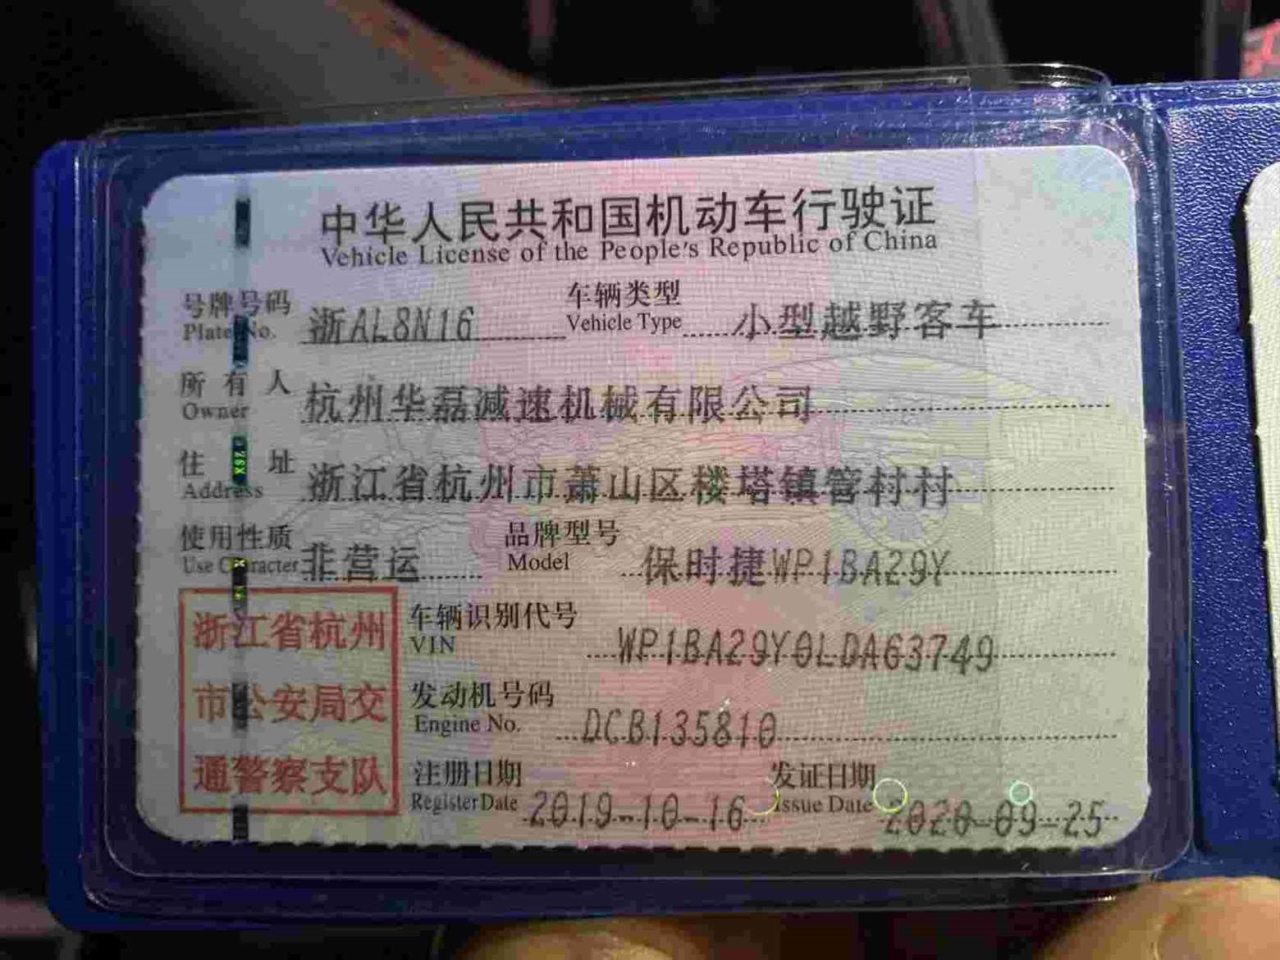 中华人民共和国机动车行驶证
Vehicle License of the People's Republic of China
号牌号码 浙AL8N16 车辆类型 小型越野客车
Plate No. Vehicle Type
所有人 杭州华磊减速机械有限公司
Owner
住址 浙江省杭州市萧山区楼塔镇管村村
Address
使用性质 非营运 品牌型号 保时捷WP1BA29Y
Use Character Model
浙江省杭州
市公安局交
通警察支队
车辆识别代号 WP1BA29Y0LDA63749
VIN
发动机号码 DCB135810
Engine No.
注册日期 2019-10-16 发证日期 2020-09-25
Register Date Issue Date